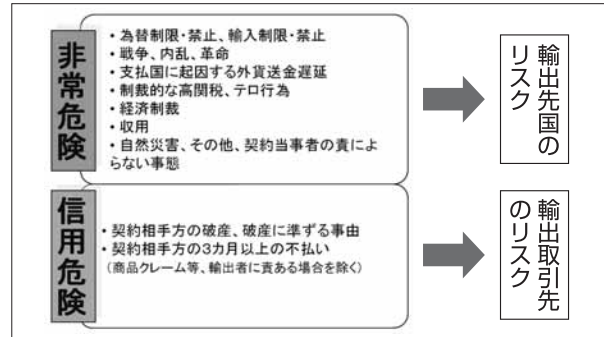 非常危険
・為替制限・禁止、輸入制限・禁止
・戦争、内乱、革命
・支払国に起因する外貨送金遅延
・制裁的な高関税、テロ行為
・経済制裁
・収用
・自然災害、その他、契約当事者の責によ
らない事態
輸出先国の
リスク
信用危険
・契約相手方の破産、破産に準ずる事由
・契約相手方の3カ月以上の不払い
（商品クレーム等、輸出者に責ある場合を除く）
輸出取引先
のリスク